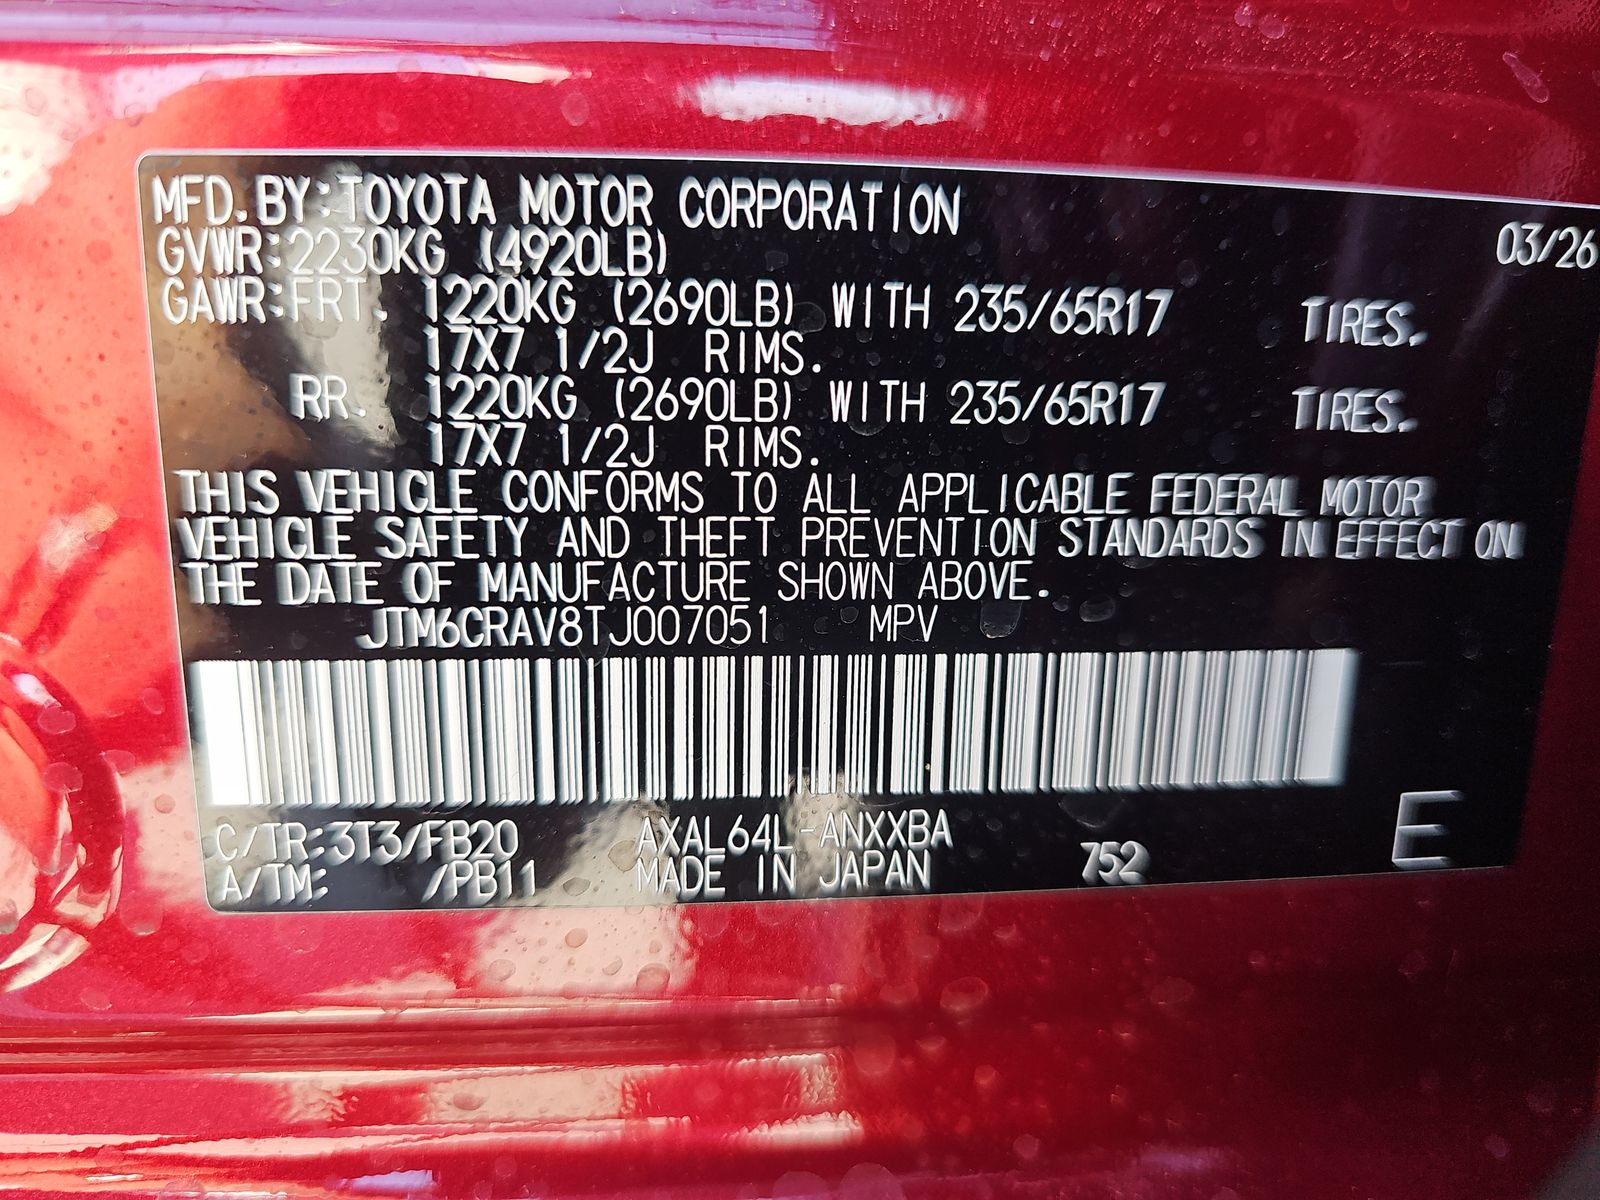 MFD.BY:TOYOTA MOTOR CORPORATION 03/26
GVWR:2230KG (4920LB)
GAWR:FRT. 1220KG (2690LB) WITH 235/65R17 TIRES.
17X7 1/2J RIMS.
RR. 1220KG (2690LB) WITH 235/65R17 TIRES.
17X7 1/2J RIMS.
THIS VEHICLE CONFORMS TO ALL APPLICABLE FEDERAL MOTOR
VEHICLE SAFETY AND THEFT PREVENTION STANDARDS IN EFFECT ON
THE DATE OF MANUFACTURE SHOWN ABOVE.
JTM6CRAV8TJ007051 MPV
C/TR:3T3/FB20 AXAL64L-ANXXBA
A/TM: /PB11 MADE IN JAPAN 752 E